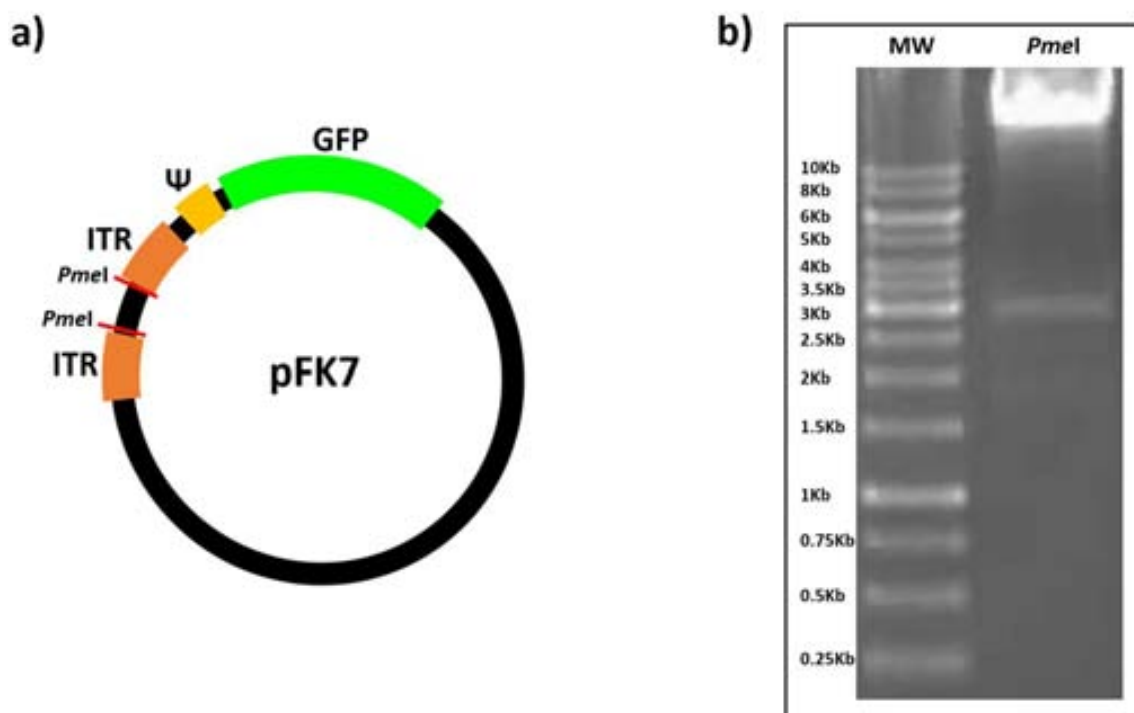 a)
GFP
Ψ
ITR
PmeI
PmeI
ITR
pFK7
b)
MW PmeI
10Kb
8Kb
6Kb
5Kb
4Kb
3.5Kb
3Kb
2.5Kb
2Kb
1.5Kb
1Kb
0.75Kb
0.5Kb
0.25Kb